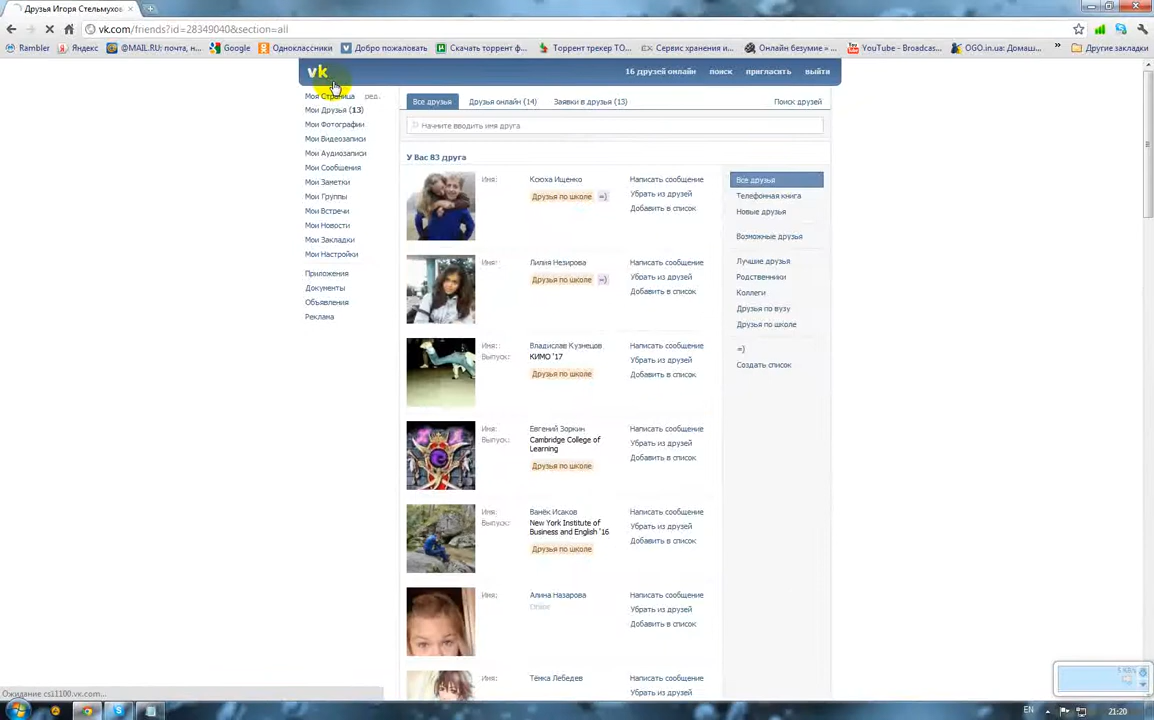 Друзья Игоря Стельмухов
vk.com/friends?id=28349040&section=all
Rambler
Яндекс
@MAIL.RU: почта, н...
Google
Одноклассники
Добро пожаловать
Скачать торрент ф...
Торрент трекер ТО...
Сервис хранения и...
Онлайн безумие »...
YouTube - Broadcas...
OGO.in.ua: Домаш...
»
Другие закладки
vk
16 друзей онлайн
поиск
пригласить
выйти
Моя Страница ред.
Мои Друзья (13)
Мои Фотографии
Мои Видеозаписи
Мои Аудиозаписи
Мои Сообщения
Мои Заметки
Мои Группы
Мои Встречи
Мои Новости
Мои Закладки
Мои Настройки
Приложения
Документы
Объявления
Реклама
Все друзья
Друзья онлайн (14)
Заявки в друзья (13)
Поиск друзей
Начните вводить имя друга
У Вас 83 друга
Имя: Ксюха Ищенко
Друзья по школе =)
Написать сообщение
Убрать из друзей
Добавить в список
Имя: Лилия Незирова
Друзья по школе =)
Написать сообщение
Убрать из друзей
Добавить в список
Имя: Владислав Кузнецов
Выпуск: КИМО '17
Друзья по школе
Написать сообщение
Убрать из друзей
Добавить в список
Имя: Евгений Зоркин
Выпуск: Cambridge College of
Learning
Друзья по школе
Написать сообщение
Убрать из друзей
Добавить в список
Имя: Ванёк Исаков
Выпуск: New York Institute of
Business and English '16
Друзья по школе
Написать сообщение
Убрать из друзей
Добавить в список
Имя: Алина Назарова
Online
Написать сообщение
Убрать из друзей
Добавить в список
Имя: Тёнка Лебедев
Написать сообщение
Убрать из друзей
Все друзья
Телефонная книга
Новые друзья
Возможные друзья
Лучшие друзья
Родственники
Коллеги
Друзья по вузу
Друзья по школе
=)
Создать список
Ожидание cs11100.vk.com...
EN
21:20